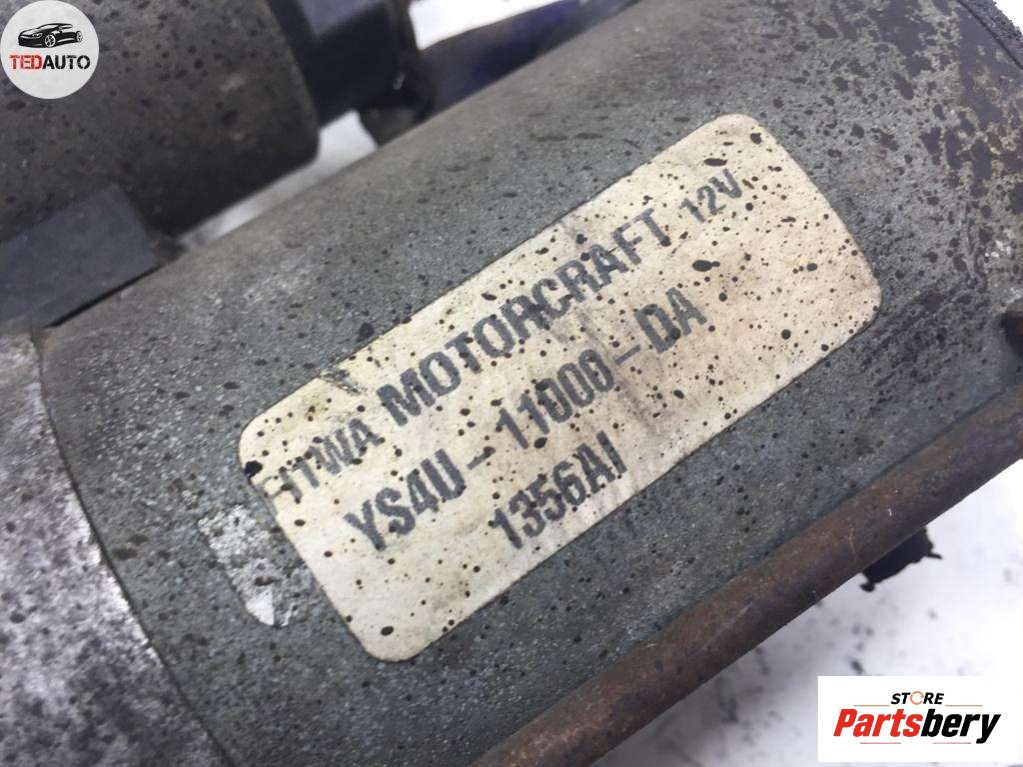 TEDAUTO
MOTORCRAFT 12V
YS4U-11000-DA
1356AI
STORE
Partsbery